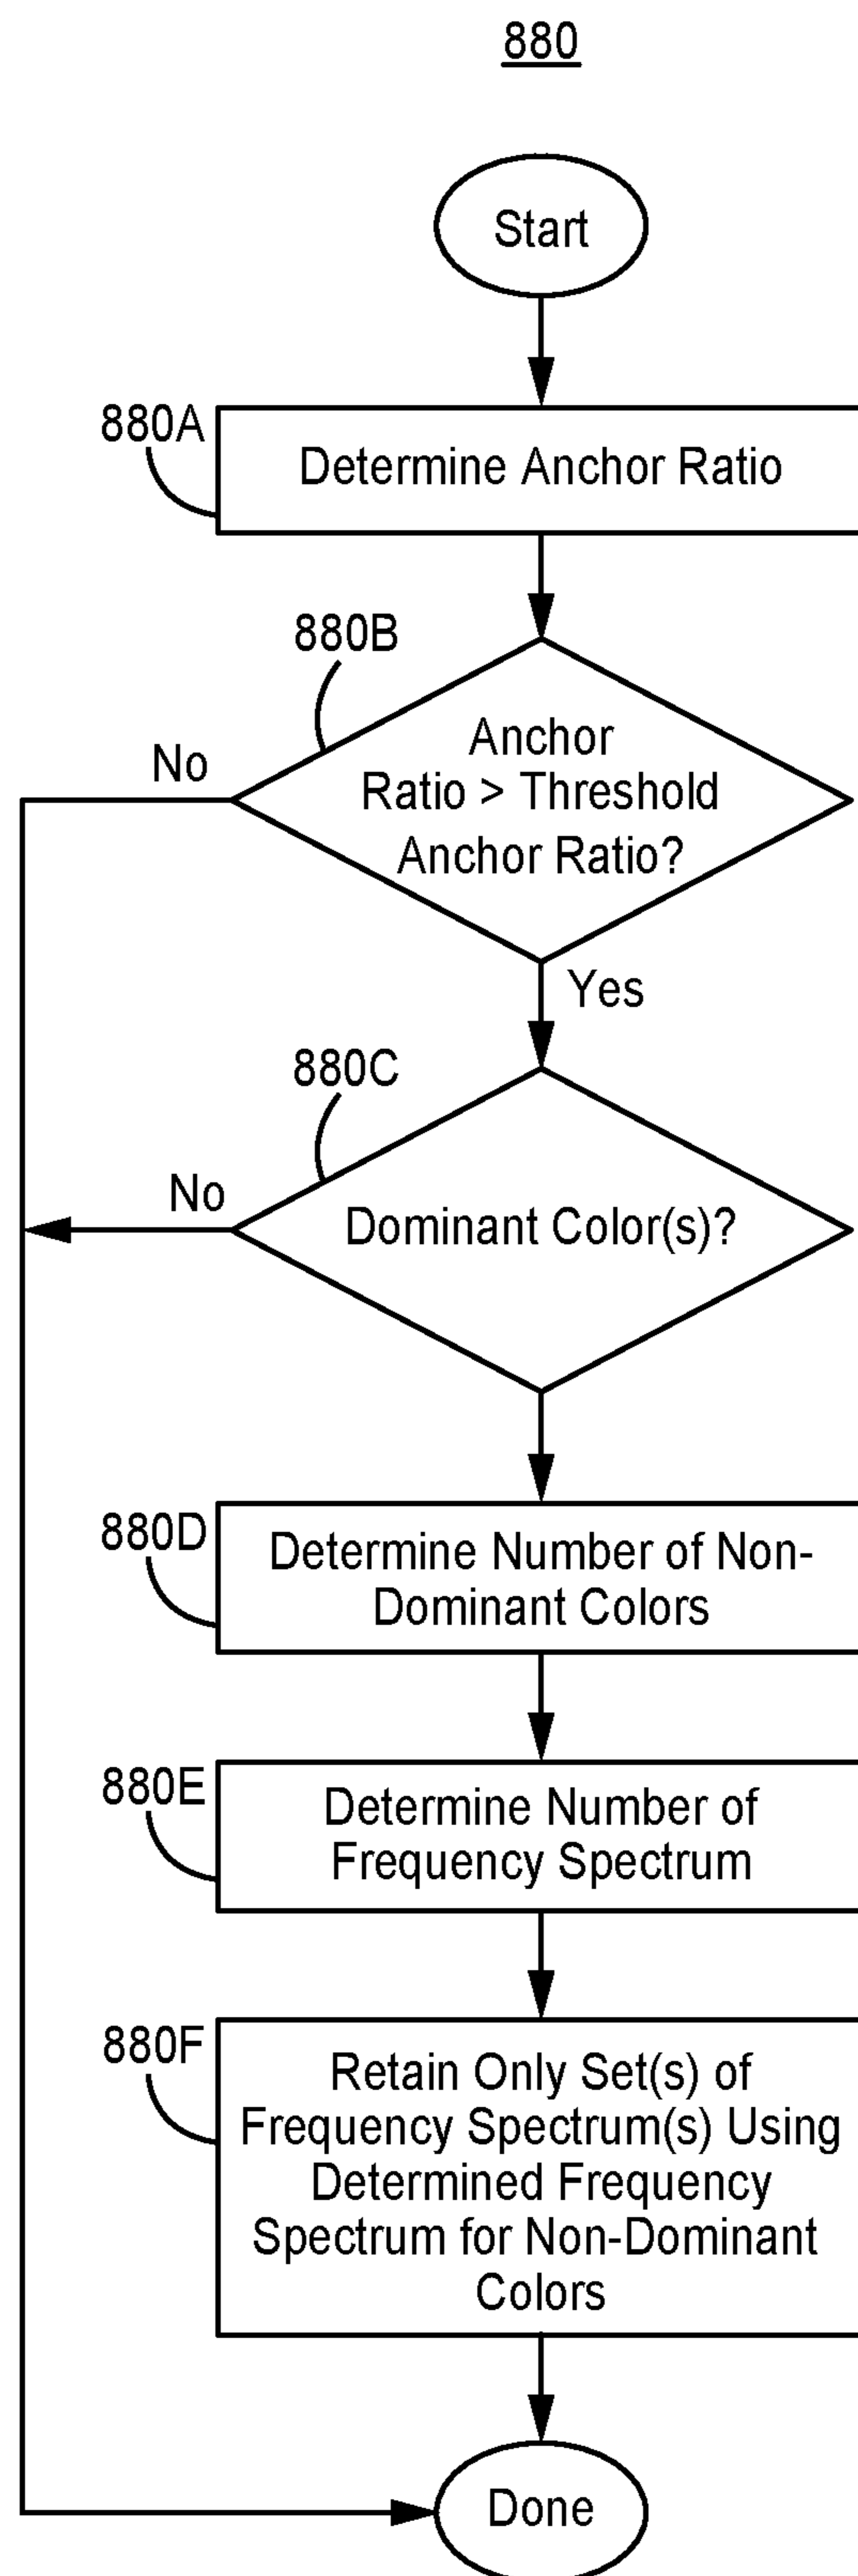 880
Start
880A
Determine Anchor Ratio
880B
Anchor
Ratio > Threshold
Anchor Ratio?
No
Yes
880C
Dominant Color(s)?
No
880D
Determine Number of Non-
Dominant Colors
880E
Determine Number of
Frequency Spectrum
880F
Retain Only Set(s) of
Frequency Spectrum(s) Using
Determined Frequency
Spectrum for Non-Dominant
Colors
Done